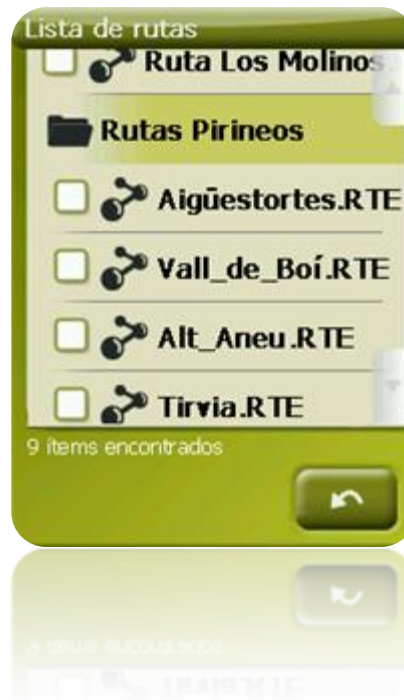 Lista de rutas
Ruta Los Molinos
Rutas Pirineos
Aigüestortes.RTE
Vall_de_Boí.RTE
Alt_Aneu.RTE
Tirvia.RTE
9 ítems encontrados